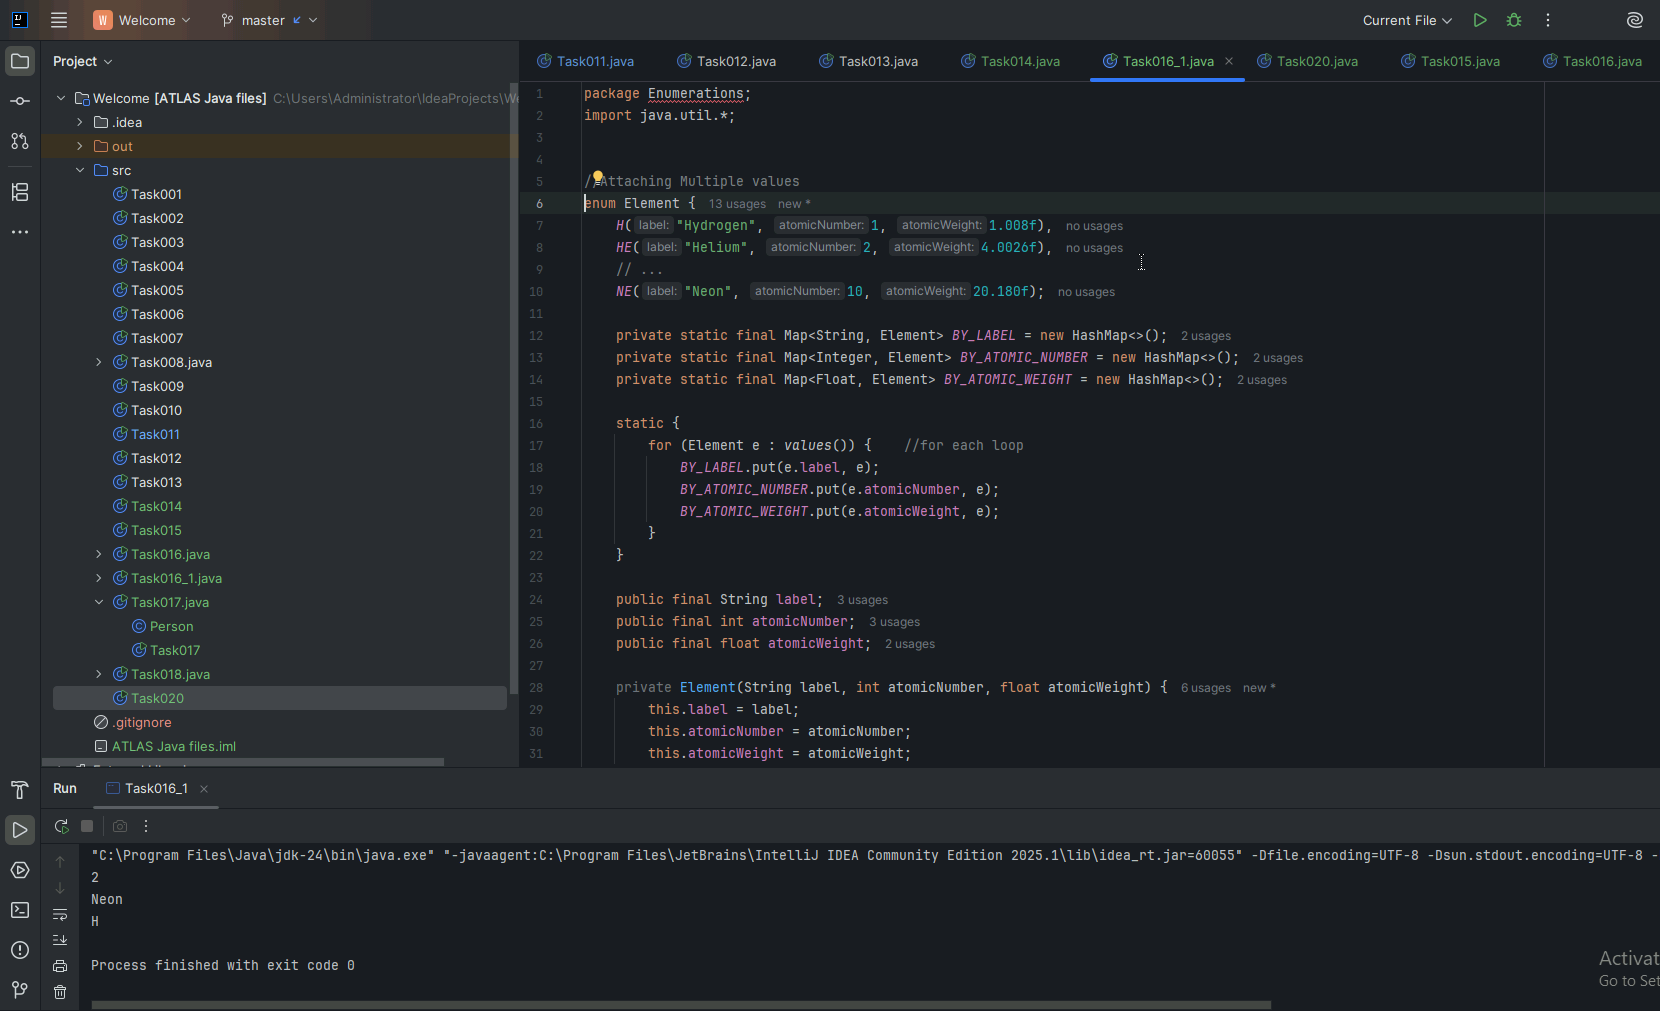 Welcome master Current File
Project
Task011.java Task012.java Task013.java Task014.java Task016_1.java Task020.java Task015.java Task016.java
Welcome [ATLAS Java files] C:\Users\Administrator\IdeaProjects\We
.idea
out
src
Task001
Task002
Task003
Task004
Task005
Task006
Task007
Task008.java
Task009
Task010
Task011
Task012
Task013
Task014
Task015
Task016.java
Task016_1.java
Task017.java
Person
Task017
Task018.java
Task020
.gitignore
ATLAS Java files.iml
1 package Enumerations;
2 import java.util.*;
3
4
5 //Attaching Multiple values
6 enum Element { 13 usages new *
7 H( label: "Hydrogen", atomicNumber: 1, atomicWeight: 1.008f), no usages
8 HE( label: "Helium", atomicNumber: 2, atomicWeight: 4.0026f), no usages
9 // ...
10 NE( label: "Neon", atomicNumber: 10, atomicWeight: 20.180f); no usages
11
12 private static final Map<String, Element> BY_LABEL = new HashMap<>(); 2 usages
13 private static final Map<Integer, Element> BY_ATOMIC_NUMBER = new HashMap<>(); 2 usages
14 private static final Map<Float, Element> BY_ATOMIC_WEIGHT = new HashMap<>(); 2 usages
15
16 static {
17 for (Element e : values()) { //for each loop
18 BY_LABEL.put(e.label, e);
19 BY_ATOMIC_NUMBER.put(e.atomicNumber, e);
20 BY_ATOMIC_WEIGHT.put(e.atomicWeight, e);
21 }
22 }
23
24 public final String label; 3 usages
25 public final int atomicNumber; 3 usages
26 public final float atomicWeight; 2 usages
27
28 private Element(String label, int atomicNumber, float atomicWeight) { 6 usages new *
29 this.label = label;
30 this.atomicNumber = atomicNumber;
31 this.atomicWeight = atomicWeight;
Run Task016_1
"C:\Program Files\Java\jdk-24\bin\java.exe" "-javaagent:C:\Program Files\JetBrains\IntelliJ IDEA Community Edition 2025.1\lib\idea_rt.jar=60055" -Dfile.encoding=UTF-8 -Dsun.stdout.encoding=UTF-8 -
2
Neon
H
Process finished with exit code 0
Activat
Go to Set